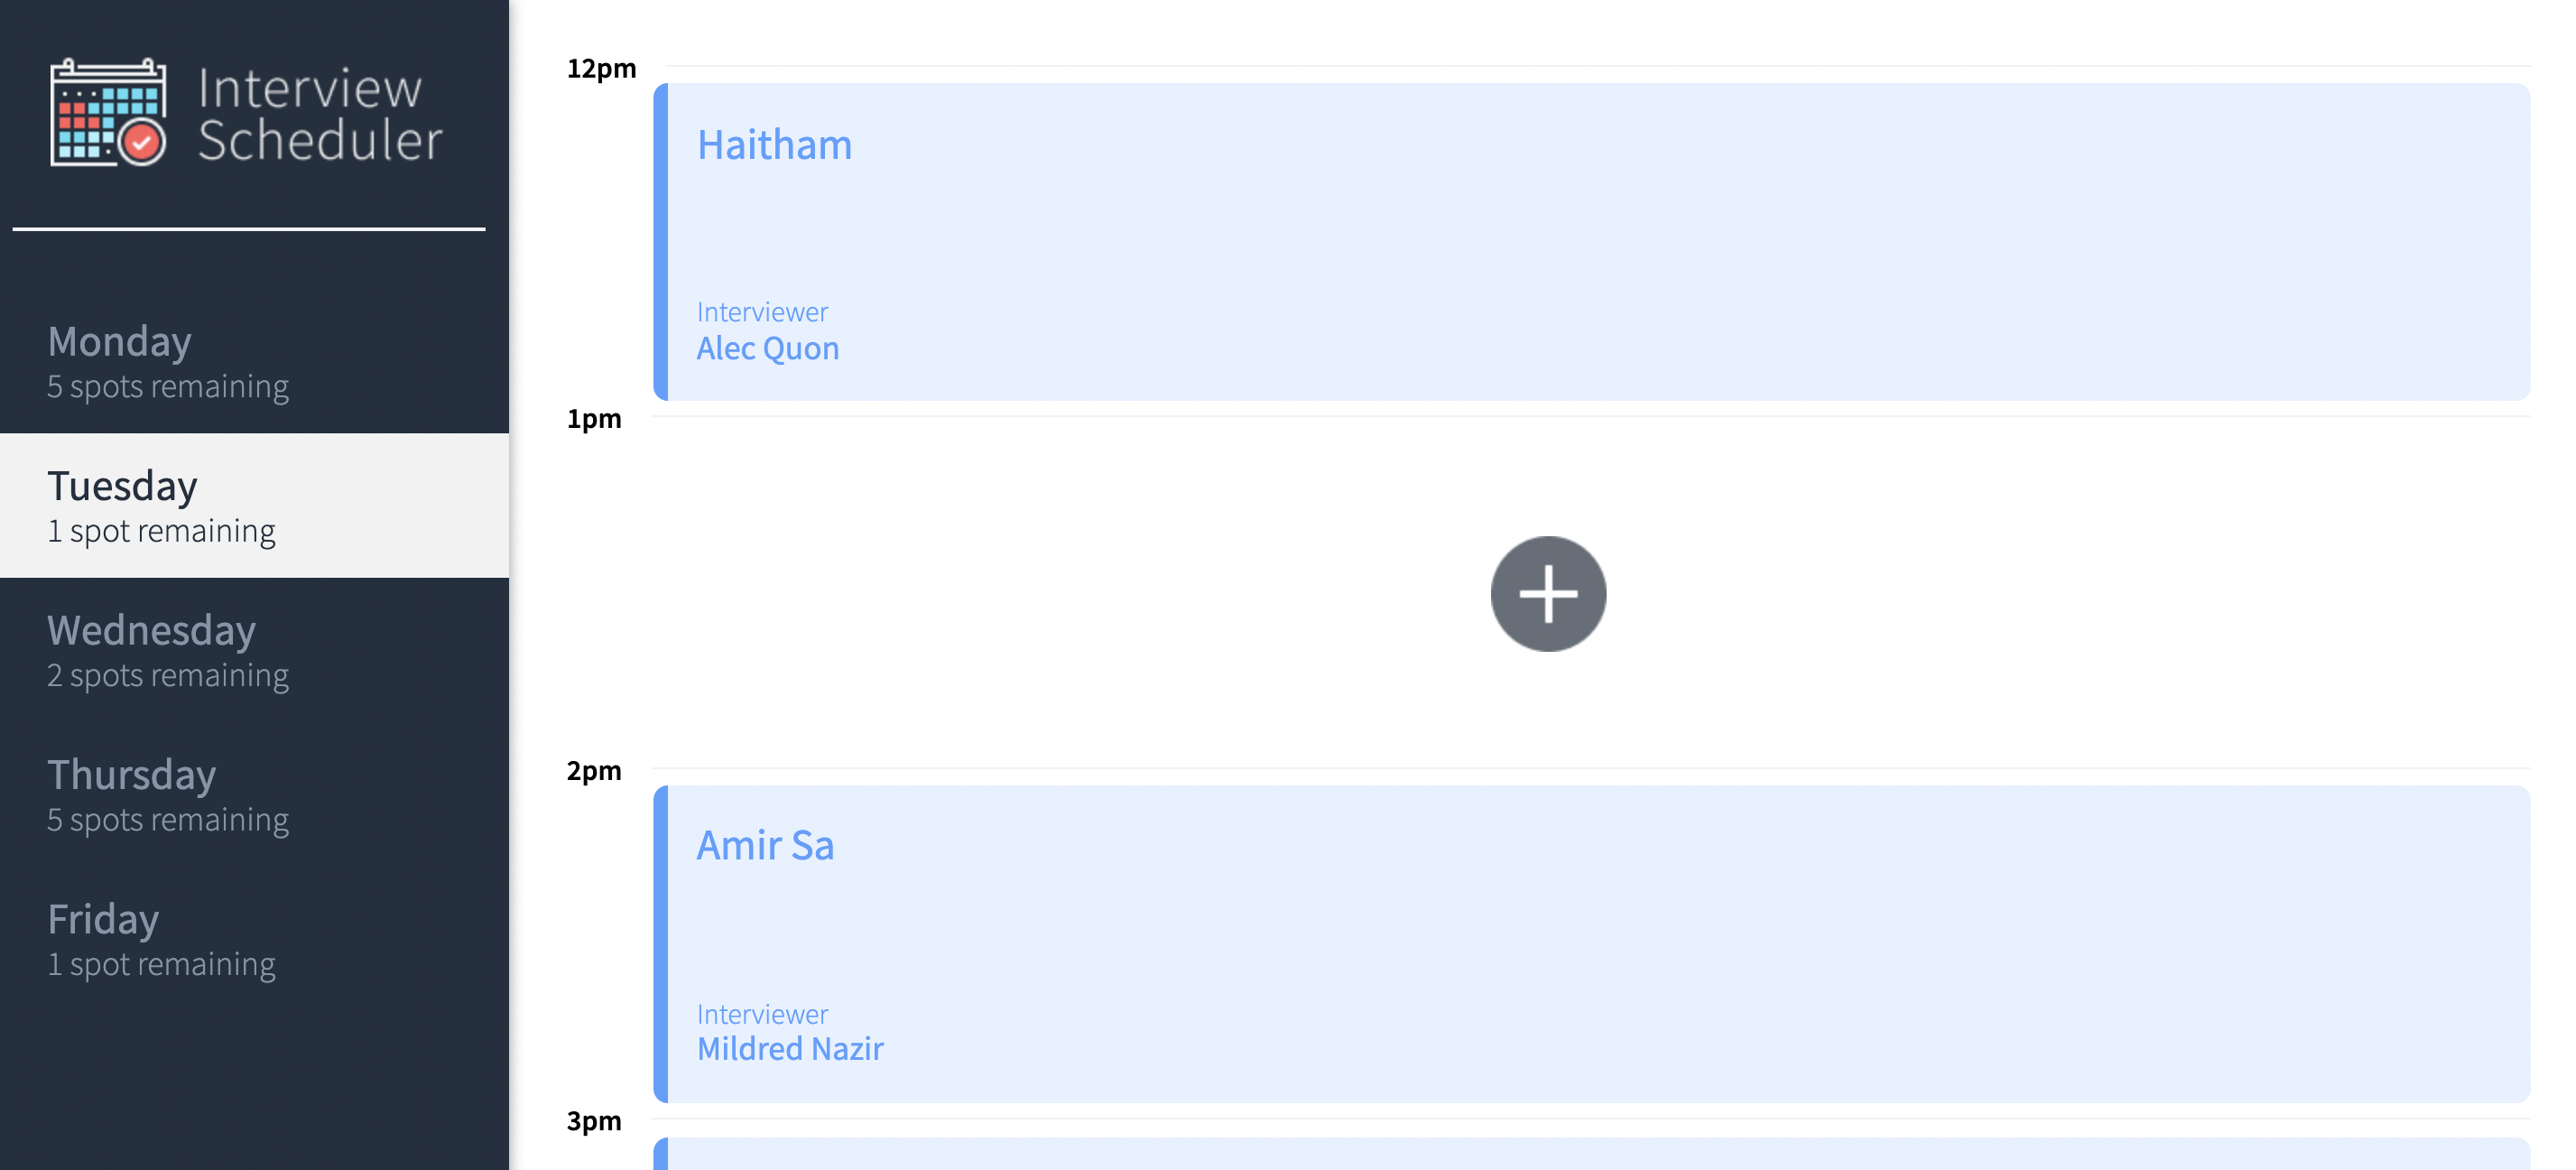 Interview
Scheduler
Monday
5 spots remaining
Tuesday
1 spot remaining
Wednesday
2 spots remaining
Thursday
5 spots remaining
Friday
1 spot remaining
12pm
Haitham
Interviewer
Alec Quon
1pm
2pm
Amir Sa
Interviewer
Mildred Nazir
3pm